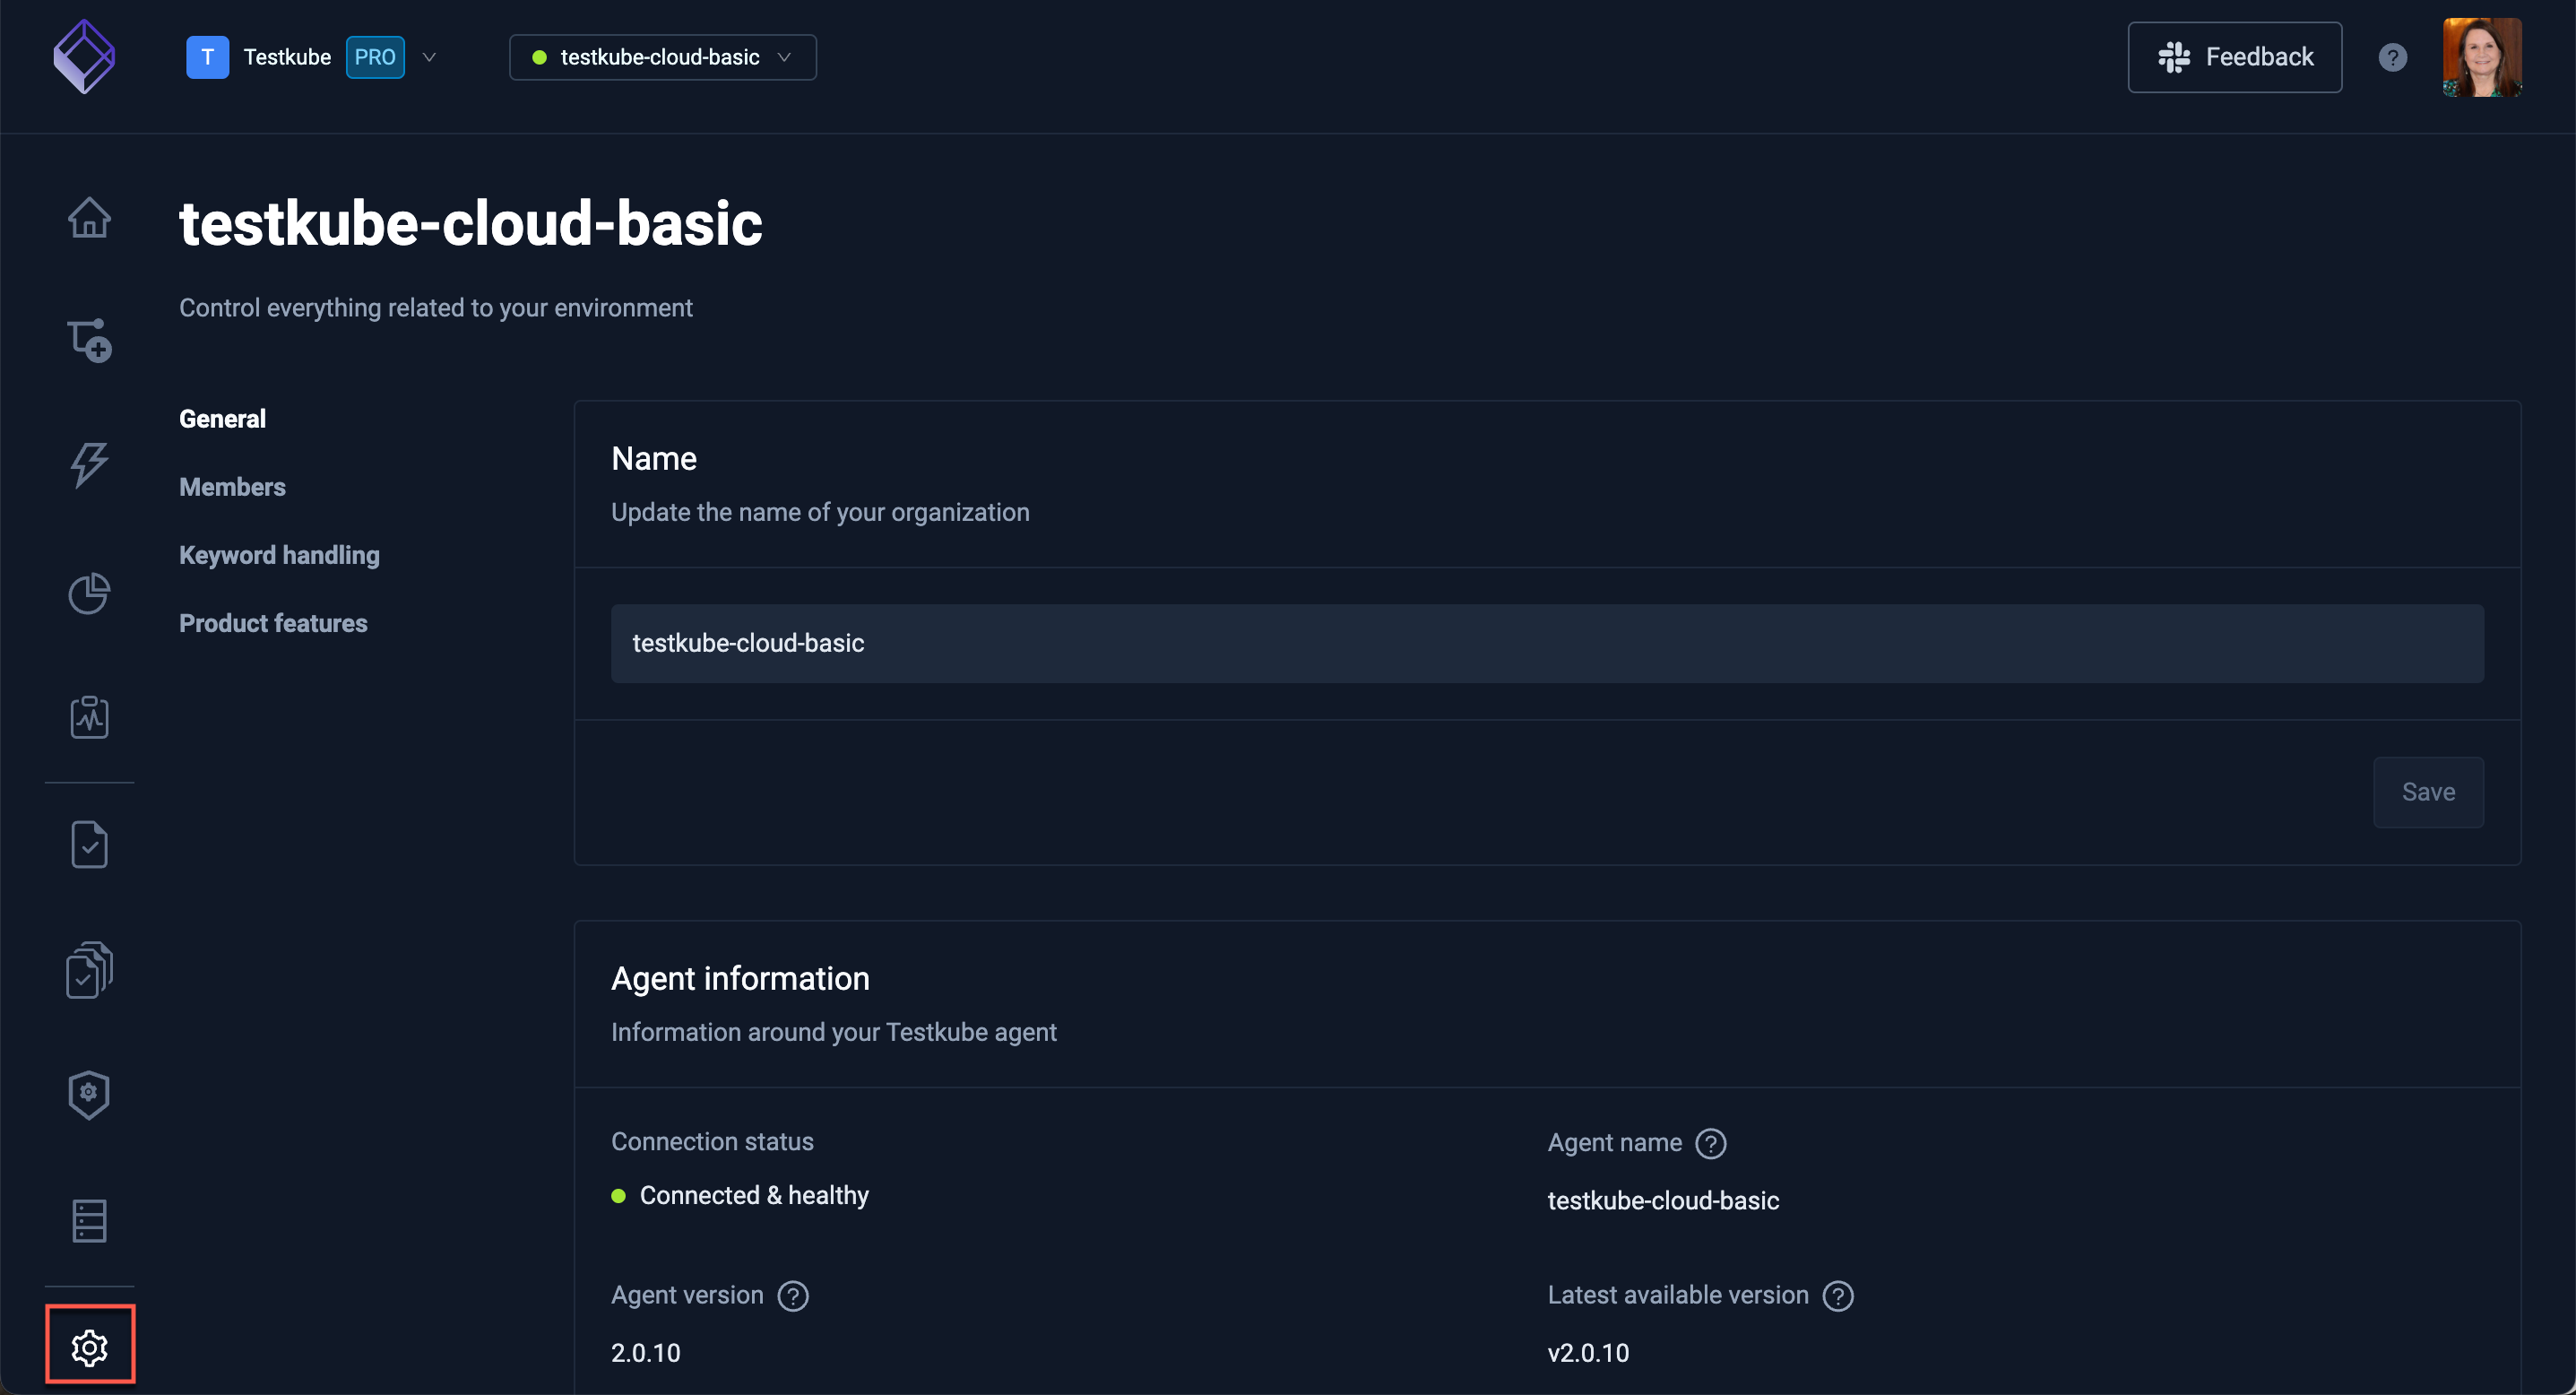 T Testkube PRO
testkube-cloud-basic
Feedback
?
testkube-cloud-basic
Control everything related to your environment
General
Members
Keyword handling
Product features
Name
Update the name of your organization
testkube-cloud-basic
Save
Agent information
Information around your Testkube agent
Connection status
Connected & healthy
Agent name ?
testkube-cloud-basic
Agent version ?
2.0.10
Latest available version ?
v2.0.10